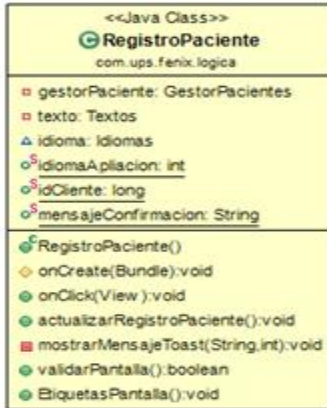 <<Java Class>>
RegistroPaciente
com.ups.fenix.logica
gestorPaciente: GestorPacientes
texto: Textos
idioma: Idiomas
idiomaApliacion: int
idCliente: long
mensajeConfirmacion: String
RegistroPaciente()
onCreate(Bundle):void
onClick(View):void
actualizarRegistroPaciente():void
mostrarMensajeToast(String,int):void
validarPantalla():boolean
EtiquetasPantalla():void